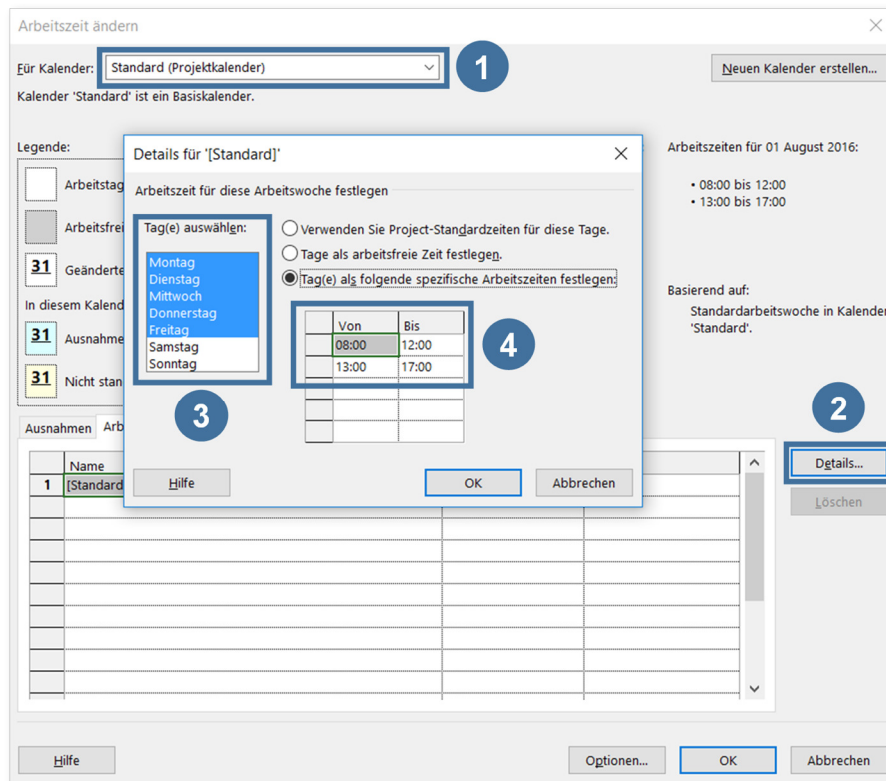 Arbeitszeit ändern
Für Kalender: Standard (Projektkalender)
1
Neuen Kalender erstellen...
Kalender 'Standard' ist ein Basiskalender.
Legende:
Arbeitstag
Arbeitsfrei
31 Geänderte
In diesem Kalend
31 Ausnahme
31 Nicht stan
Details für '[Standard]'
Arbeitszeit für diese Arbeitswoche festlegen
Tag(e) auswählen:
Montag
Dienstag
Mittwoch
Donnerstag
Freitag
Samstag
Sonntag
3
Verwenden Sie Project-Standardzeiten für diese Tage.
Tage als arbeitsfreie Zeit festlegen.
Tag(e) als folgende spezifische Arbeitszeiten festlegen:
Von Bis
08:00 12:00
13:00 17:00
4
Hilfe OK Abbrechen
Arbeitszeiten für 01 August 2016:
• 08:00 bis 12:00
• 13:00 bis 17:00
Basierend auf:
Standardarbeitswoche in Kalender
'Standard'.
Ausnahmen Arb
Name
1 [Standard
2
Details...
Löschen
Hilfe Optionen... OK Abbrechen